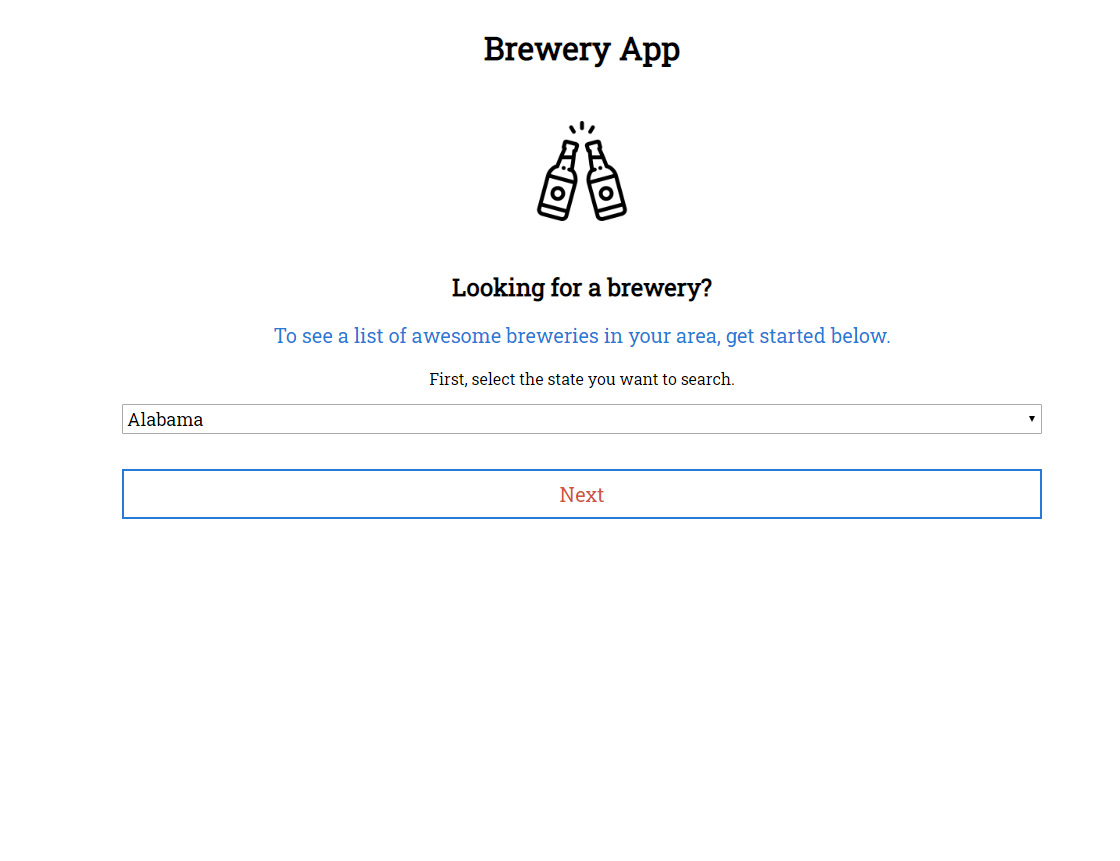 Brewery App
Looking for a brewery?
To see a list of awesome breweries in your area, get started below.
First, select the state you want to search.
Alabama
Next